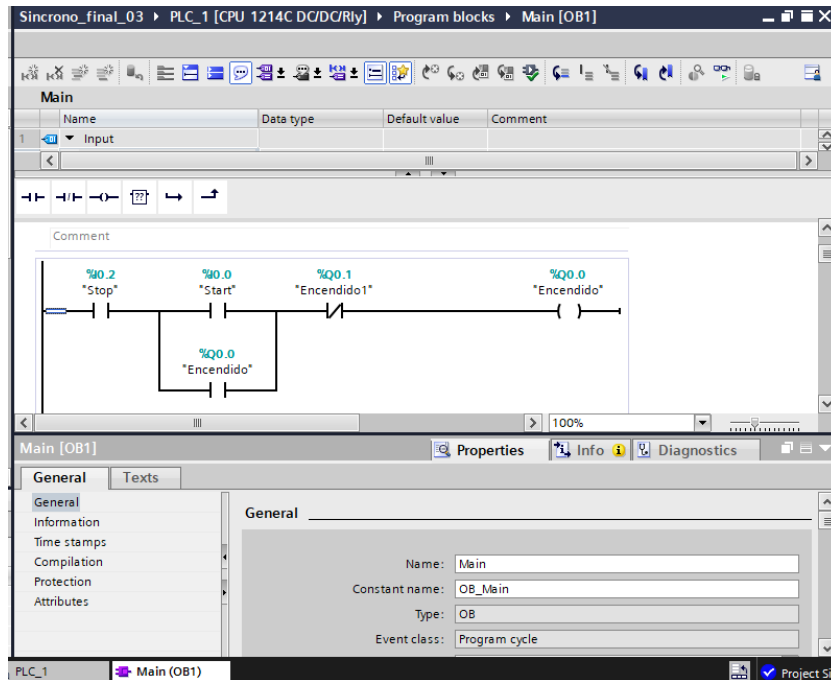 Sincrono_final_03 ▸ PLC_1 [CPU 1214C DC/DC/Rly] ▸ Program blocks ▸ Main [OB1]
Main
Name Data type Default value Comment
1 Input
??
Comment
%I0.2 %I0.0 %Q0.1 %Q0.0
"Stop" "Start" "Encendido1" "Encendido"
%Q0.0
"Encendido"
100%
Main [OB1] Properties Info Diagnostics
General Texts
General
Information
Time stamps
Compilation
Protection
Attributes
General
Name: Main
Constant name: OB_Main
Type: OB
Event class: Program cycle
PLC_1 Main (OB1) Project